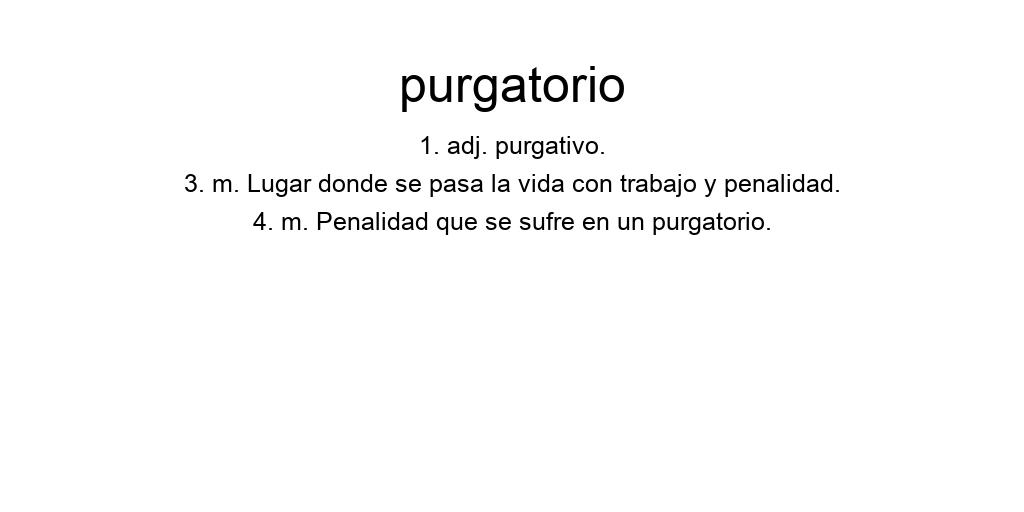 purgatorio
1. adj. purgativo.
3. m. Lugar donde se pasa la vida con trabajo y penalidad.
4. m. Penalidad que se sufre en un purgatorio.